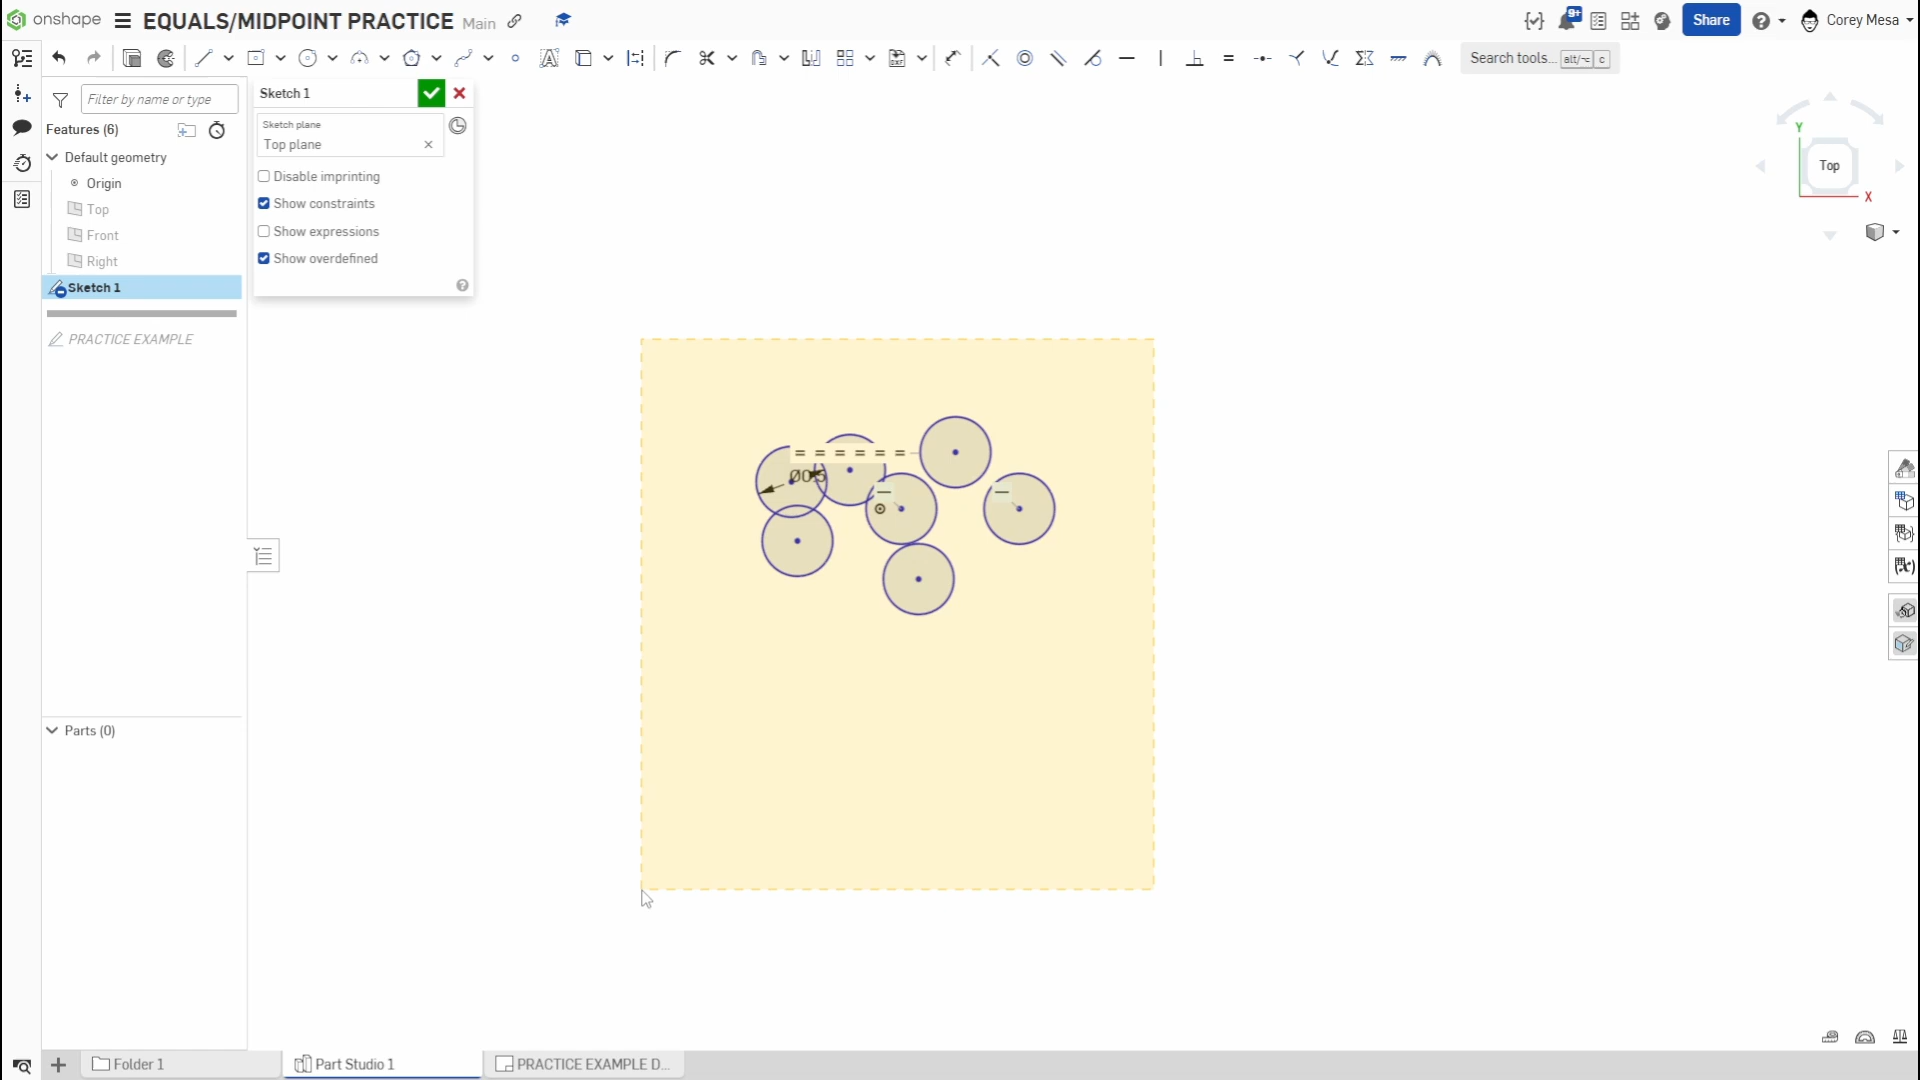 onshape EQUALS/MIDPOINT PRACTICE Main 9+ Share Corey Mesa
Search tools... alt/⌥ c
Filter by name or type
Features (6)
Default geometry
Origin
Top
Front
Right
Sketch 1
PRACTICE EXAMPLE
Parts (0)
Sketch 1
Sketch plane
Top plane
Disable imprinting
Show constraints
Show expressions
Show overdefined
Ø0.5
Y
Top
X
(x)
Folder 1
Part Studio 1
PRACTICE EXAMPLE D...